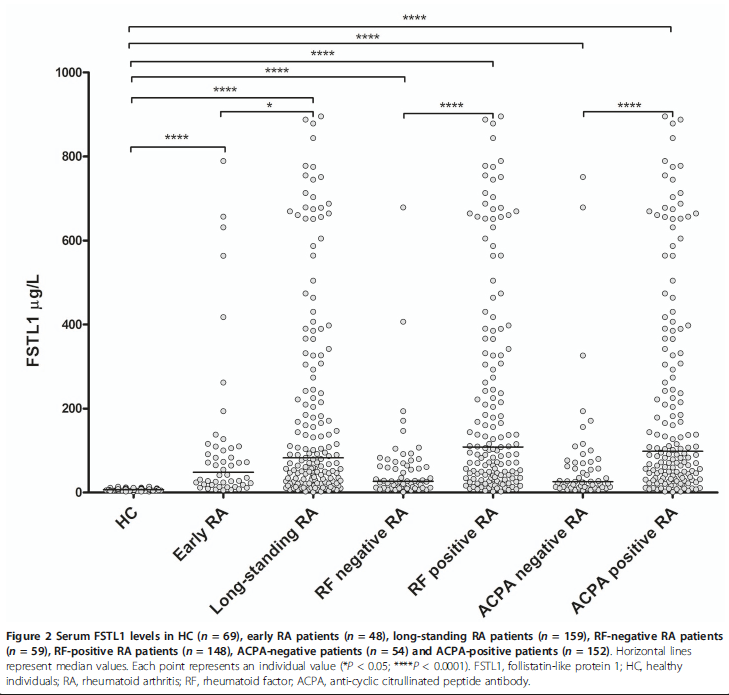 ****
****
****
****
****
*
****
****
****
1000
800
600
400
200
0
FSTL1 µg/L
HC
Early RA
Long-standing RA
RF negative RA
RF positive RA
ACPA negative RA
ACPA positive RA
Figure 2 Serum FSTL1 levels in HC (n = 69), early RA patients (n = 48), long-standing RA patients (n = 159), RF-negative RA patients
(n = 59), RF-positive RA patients (n = 148), ACPA-negative patients (n = 54) and ACPA-positive patients (n = 152). Horizontal lines
represent median values. Each point represents an individual value (*P < 0.05; ****P < 0.0001). FSTL1, follistatin-like protein 1; HC, healthy
individuals; RA, rheumatoid arthritis; RF, rheumatoid factor; ACPA, anti-cyclic citrullinated peptide antibody.